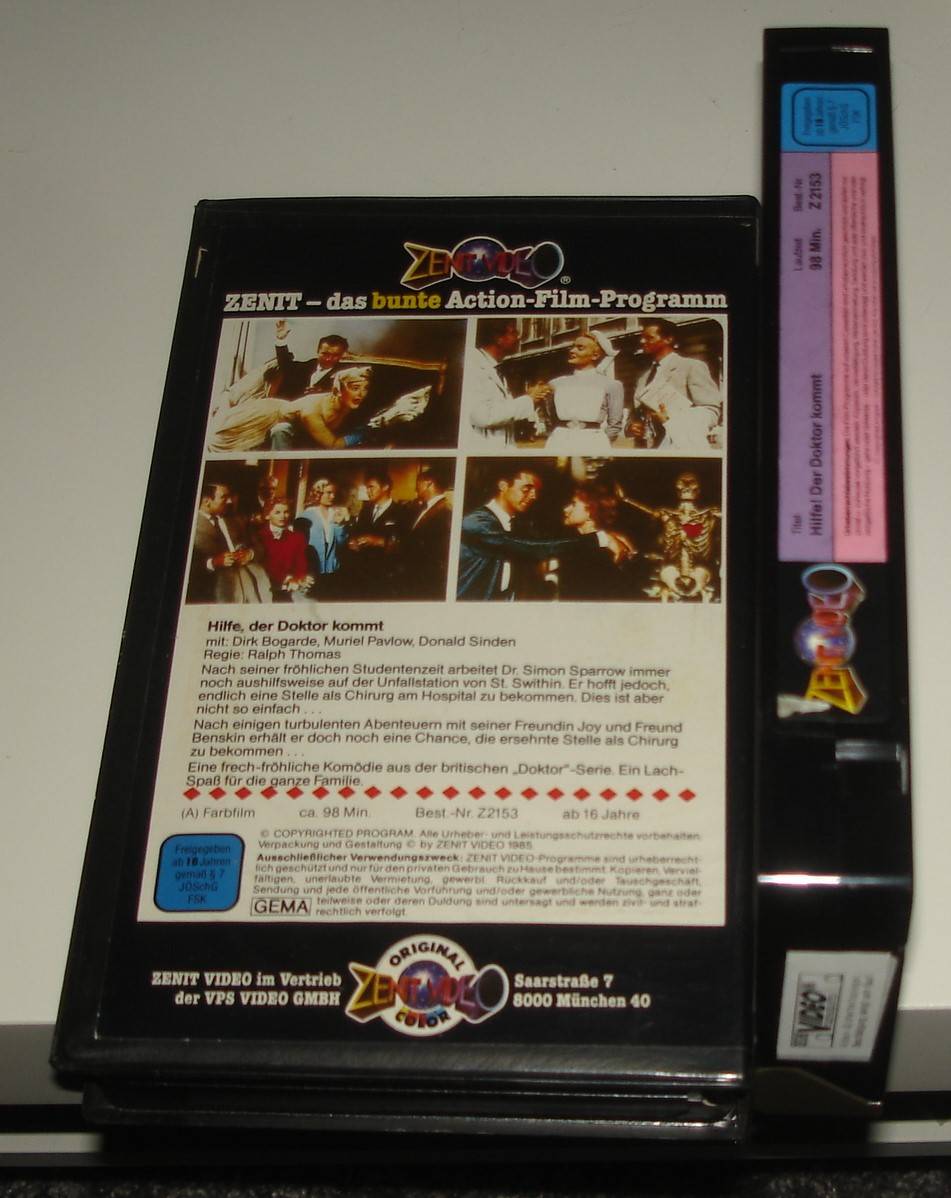 ZENIT VIDEO ®
ZENIT – das bunte Action-Film-Programm
Hilfe, der Doktor kommt
mit: Dirk Bogarde, Muriel Pavlow, Donald Sinden
Regie: Ralph Thomas
Nach seiner fröhlichen Studentenzeit arbeitet Dr. Simon Sparrow immer
noch aushilfsweise auf der Unfallstation von St. Swithin. Er hofft jedoch,
endlich eine Stelle als Chirurg am Hospital zu bekommen. Dies ist aber
nicht so einfach . . .
Nach einigen turbulenten Abenteuern mit seiner Freundin Joy und Freund
Benskin erhält er doch noch eine Chance, die ersehnte Stelle als Chirurg
zu bekommen . . .
Eine frech-fröhliche Komödie aus der britischen „Doktor“-Serie. Ein Lach-
Spaß für die ganze Familie.
(A) Farbfilm ca. 98 Min. Best.-Nr. Z2153 ab 16 Jahre
© COPYRIGHTED PROGRAM. Alle Urheber- und Leistungsschutzrechte vorbehalten.
Verpackung und Gestaltung © by ZENIT VIDEO 1985.
Ausschließlicher Verwendungszweck: ZENIT VIDEO-Programme sind urheberrecht-
lich geschützt und nur für den privaten Gebrauch zu Hause bestimmt. Kopieren, Verviel-
fältigen, unerlaubte Vermietung, gewerbl. Rückkauf und/oder Tauschgeschäft,
Sendung und jede öffentliche Vorführung und/oder gewerbliche Nutzung, ganz oder
teilweise oder deren Duldung sind untersagt und werden zivil- und straf-
rechtlich verfolgt.
GEMA
Freigegeben
ab 16 Jahren
gemäß § 7
JÖSchG
FSK
ZENIT VIDEO im Vertrieb
der VPS VIDEO GMBH
ORIGINAL
ZENIT VIDEO
COLOR
Saarstraße 7
8000 München 40
Freigegeben
ab 16 Jahren
gemäß § 7
JÖSchG
FSK
Titel Laufzeit Best.-Nr.
Hilfe! Der Doktor kommt 98 Min. Z 2153
ZENIT VIDEO
VIDEO